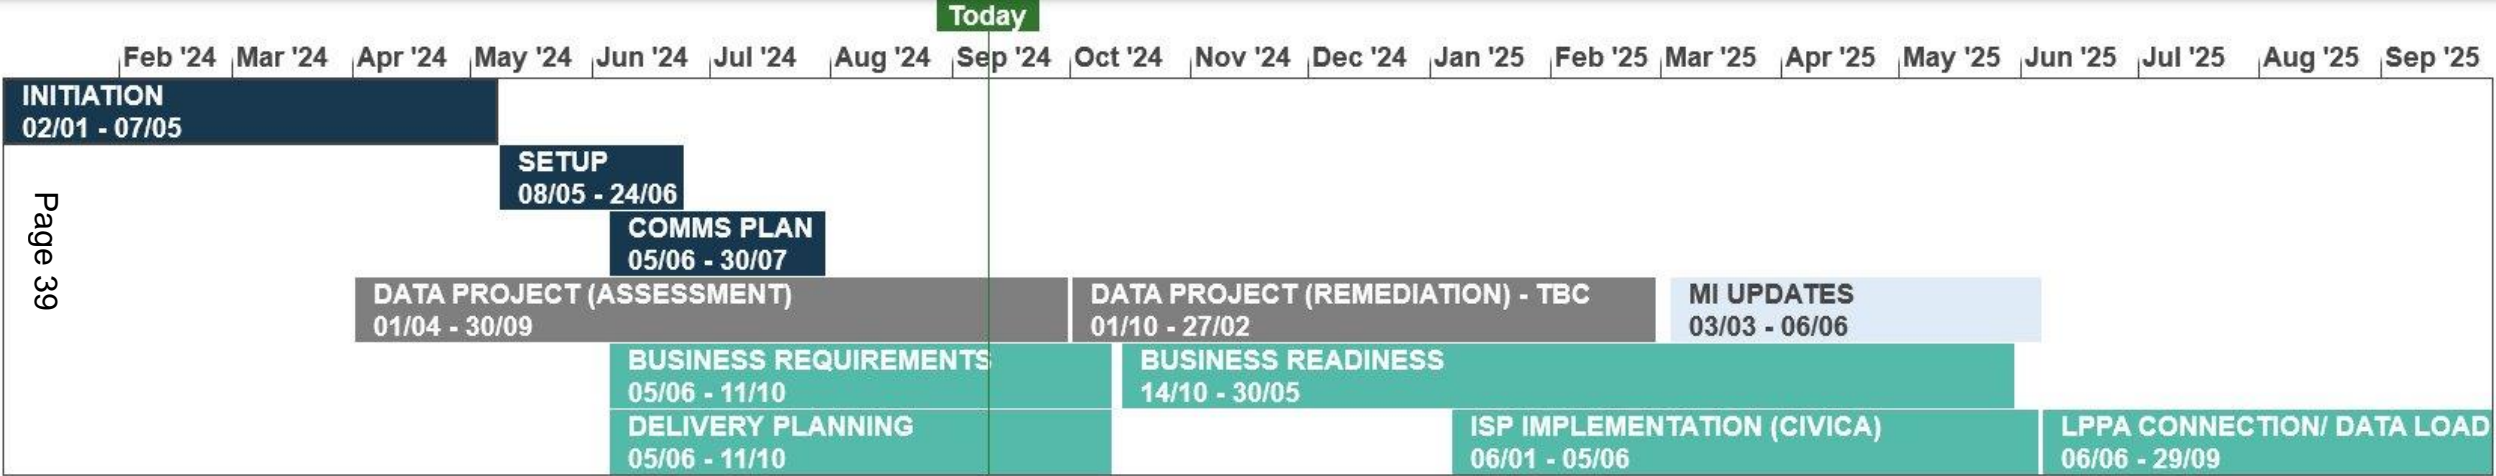 Today
Feb '24 Mar '24 Apr '24 May '24 Jun '24 Jul '24 Aug '24 Sep '24 Oct '24 Nov '24 Dec '24 Jan '25 Feb '25 Mar '25 Apr '25 May '25 Jun '25 Jul '25 Aug '25 Sep '25
INITIATION
02/01 - 07/05
SETUP
08/05 - 24/06
COMMS PLAN
05/06 - 30/07
DATA PROJECT (ASSESSMENT)
01/04 - 30/09
DATA PROJECT (REMEDIATION) - TBC
01/10 - 27/02
MI UPDATES
03/03 - 06/06
BUSINESS REQUIREMENTS
05/06 - 11/10
BUSINESS READINESS
14/10 - 30/05
DELIVERY PLANNING
05/06 - 11/10
ISP IMPLEMENTATION (CIVICA)
06/01 - 05/06
LPPA CONNECTION/ DATA LOAD
06/06 - 29/09
Page 39